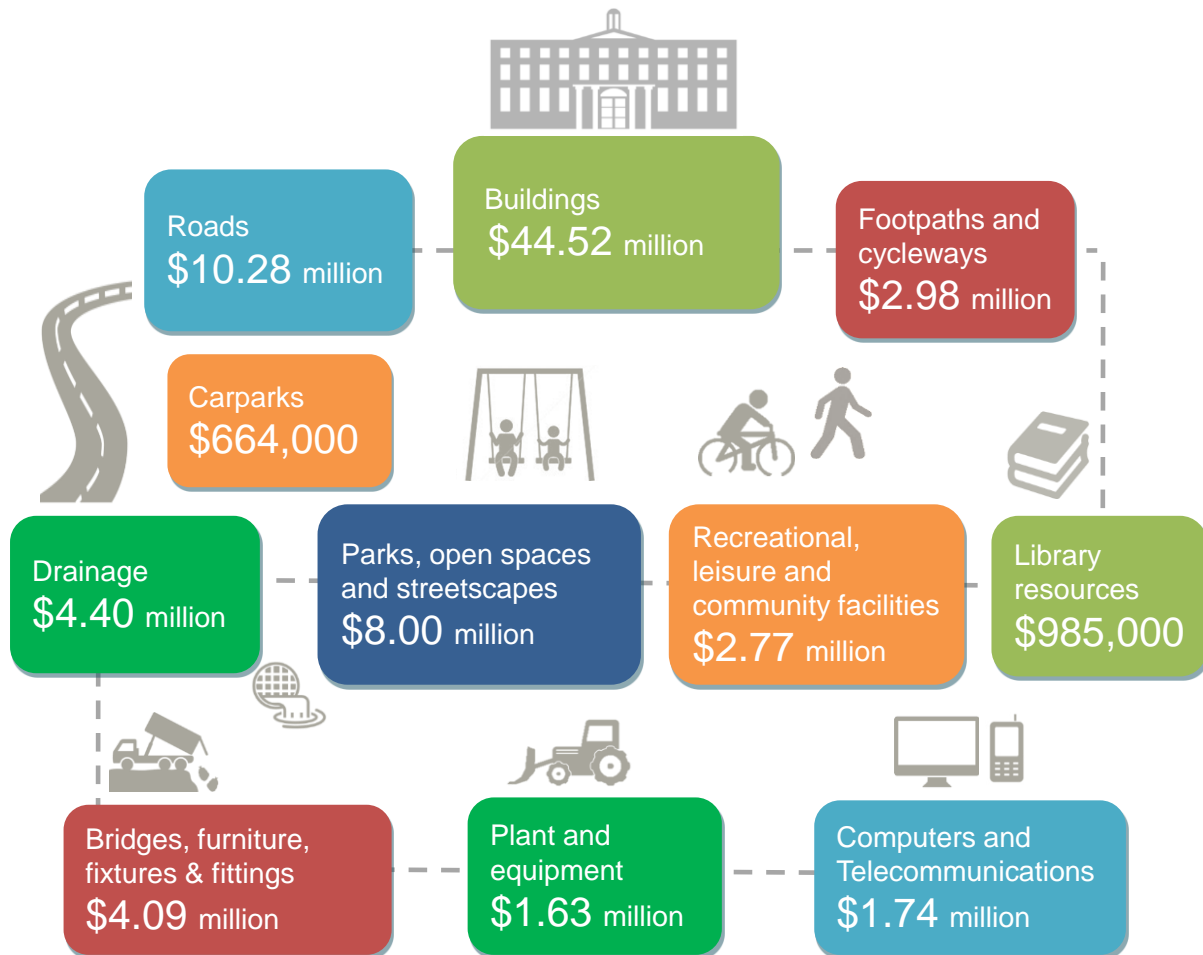 Roads
$10.28 million
Buildings
$44.52 million
Footpaths and
cycleways
$2.98 million
Carparks
$664,000
Drainage
$4.40 million
Parks, open spaces
and streetscapes
$8.00 million
Recreational,
leisure and
community facilities
$2.77 million
Library
resources
$985,000
Bridges, furniture,
fixtures & fittings
$4.09 million
Plant and
equipment
$1.63 million
Computers and
Telecommunications
$1.74 million